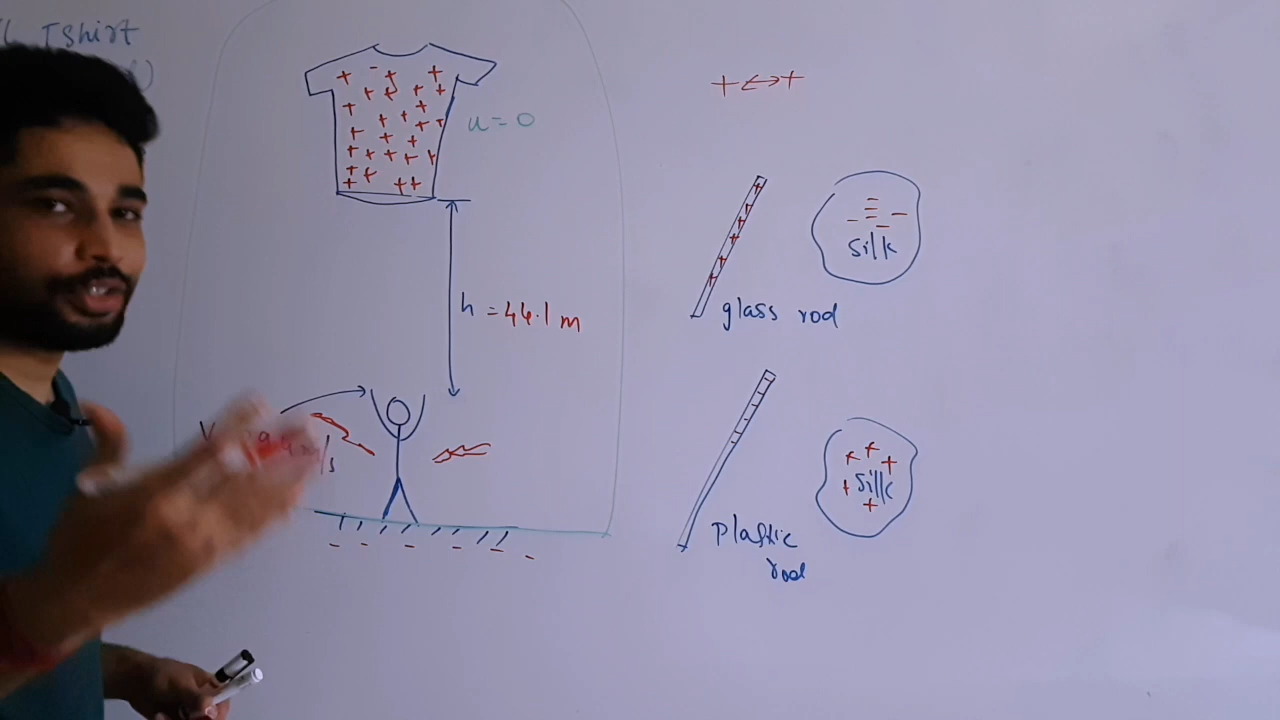 TShirt
u = 0
+ ↔ +
silk
h = 44.1 m
glass rod
silk
Plastic
rod